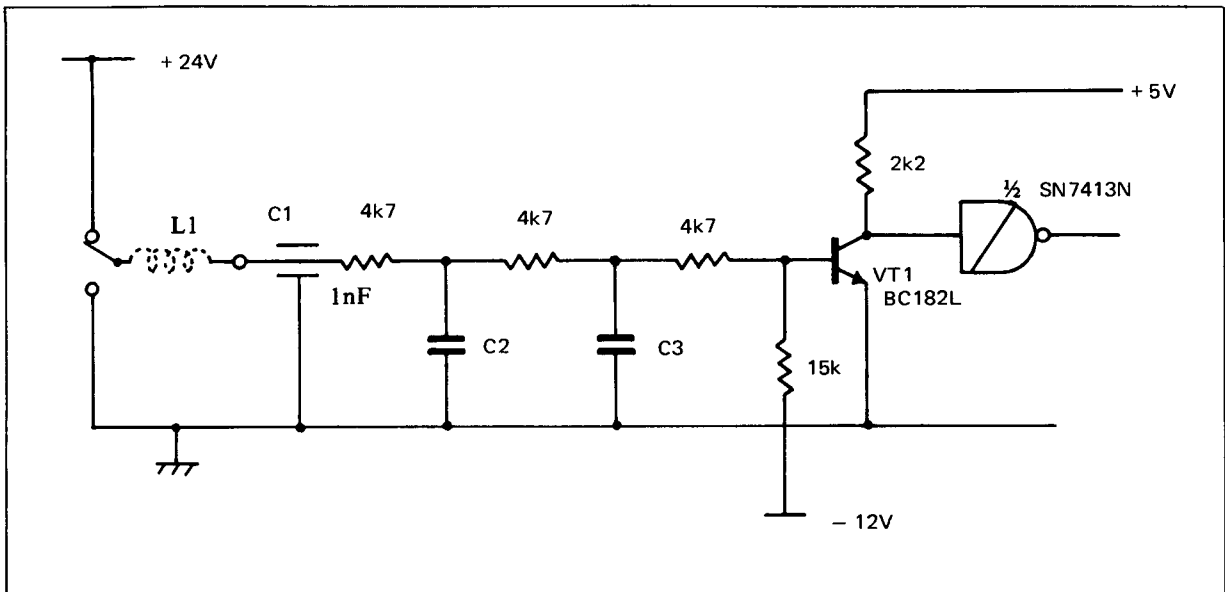 + 24V
+ 5V
2k2
½ SN7413N
L1
C1
4k7
4k7
4k7
1nF
VT1
BC182L
C2
C3
15k
– 12V